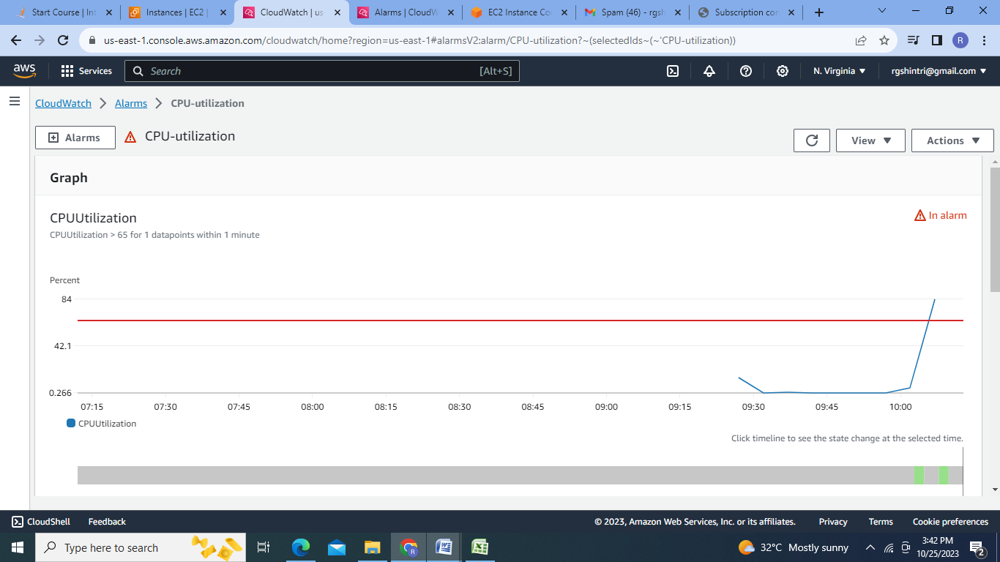 Start Course | Int
Instances | EC2 |
CloudWatch | us
Alarms | CloudW
EC2 Instance Co
Spam (46) - rgsh
Subscription con
us-east-1.console.aws.amazon.com/cloudwatch/home?region=us-east-1#alarmsV2:alarm/CPU-utilization?~(selectedIds~(~'CPU-utilization))
R
aws
Services
Search
[Alt+S]
N. Virginia
rgshintri@gmail.com
CloudWatch
Alarms
CPU-utilization
Alarms
CPU-utilization
View
Actions
Graph
CPUUtilization
In alarm
CPUUtilization > 65 for 1 datapoints within 1 minute
Percent
84
42.1
0.266
07:15 07:30 07:45 08:00 08:15 08:30 08:45 09:00 09:15 09:30 09:45 10:00
CPUUtilization
Click timeline to see the state change at the selected time.
CloudShell
Feedback
© 2023, Amazon Web Services, Inc. or its affiliates.
Privacy
Terms
Cookie preferences
Type here to search
32°C Mostly sunny
3:42 PM
10/25/2023
2